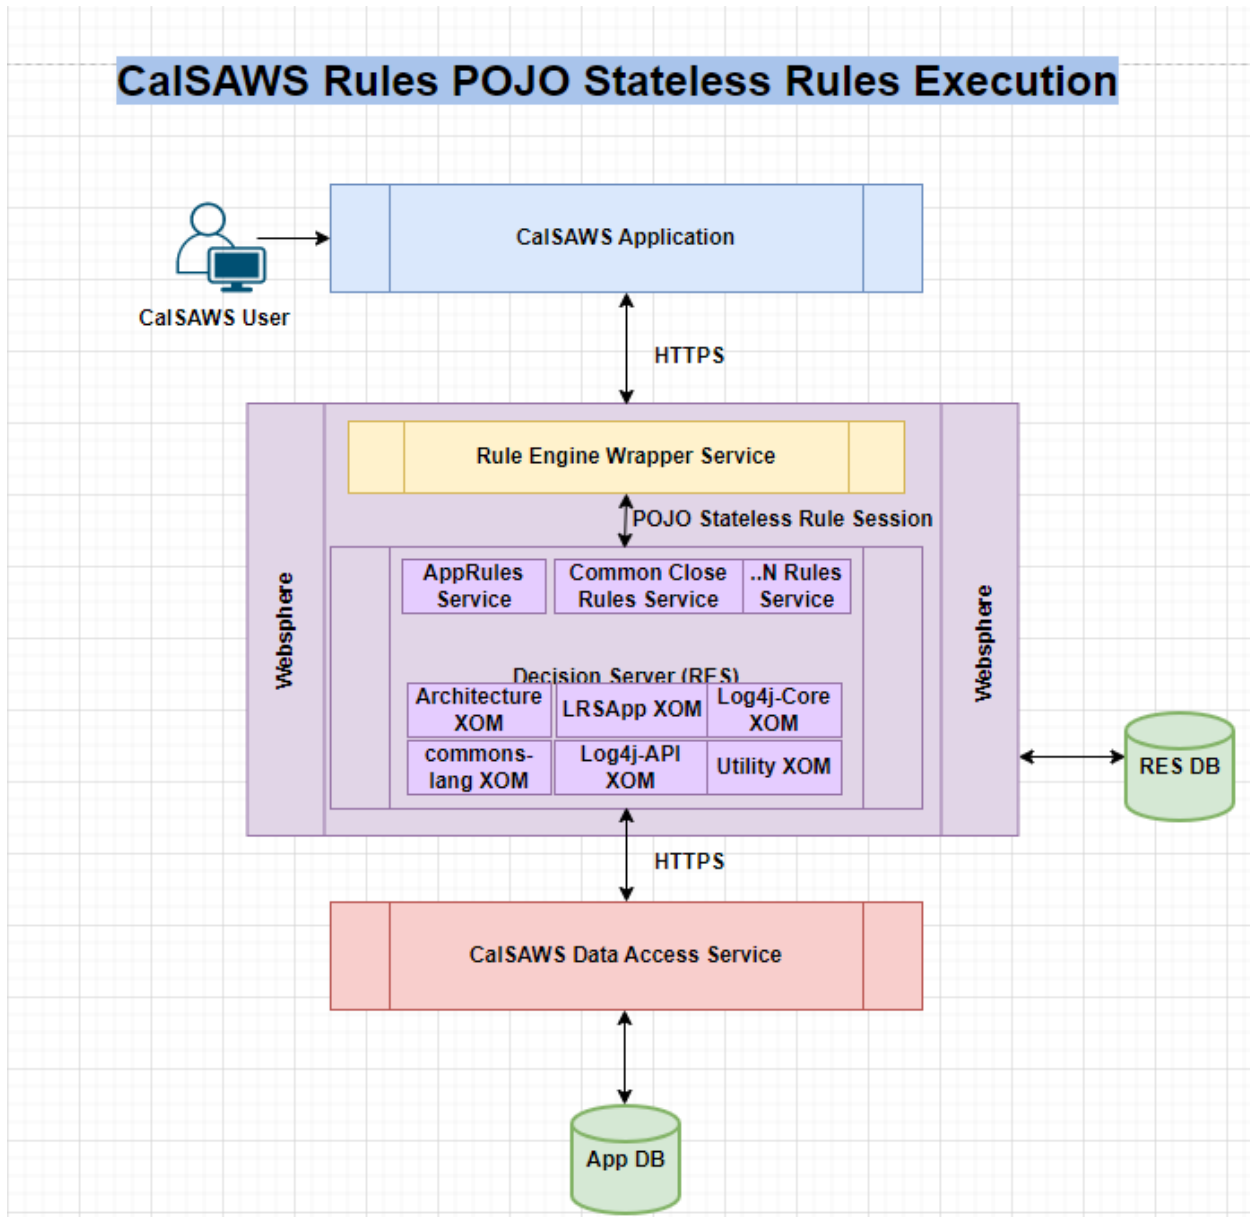 CalSAWS Rules POJO Stateless Rules Execution
CalSAWS Application
CalSAWS User
HTTPS
Rule Engine Wrapper Service
POJO Stateless Rule Session
Websphere
AppRules
Service
Common Close
Rules Service
..N Rules
Service
Websphere
Decision Server (RES)
Architecture
XOM
LRSApp XOM
Log4j-Core
XOM
commons-
lang XOM
Log4j-API
XOM
Utility XOM
RES DB
HTTPS
CalSAWS Data Access Service
App DB